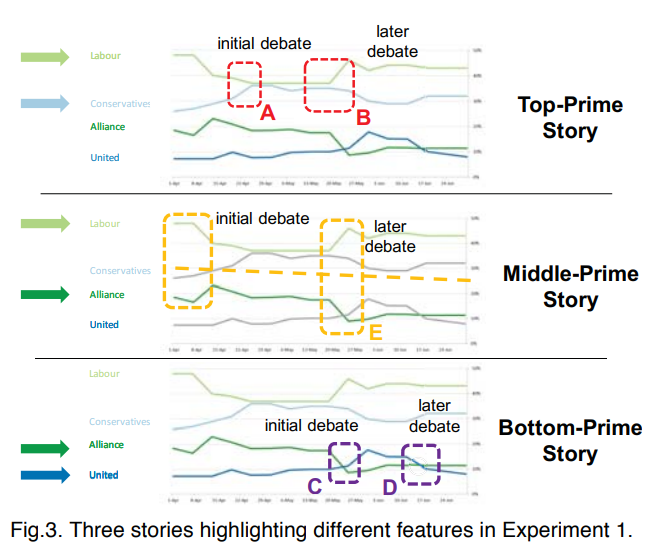 initial debate
later
debate
Labour
Conservatives
Alliance
United
A
B
Top-Prime
Story
initial debate
later
debate
Labour
Conservatives
Alliance
United
E
Middle-Prime
Story
Labour
Conservatives
Alliance
United
initial debate
later
debate
C
D
Bottom-Prime
Story
Fig.3. Three stories highlighting different features in Experiment 1.